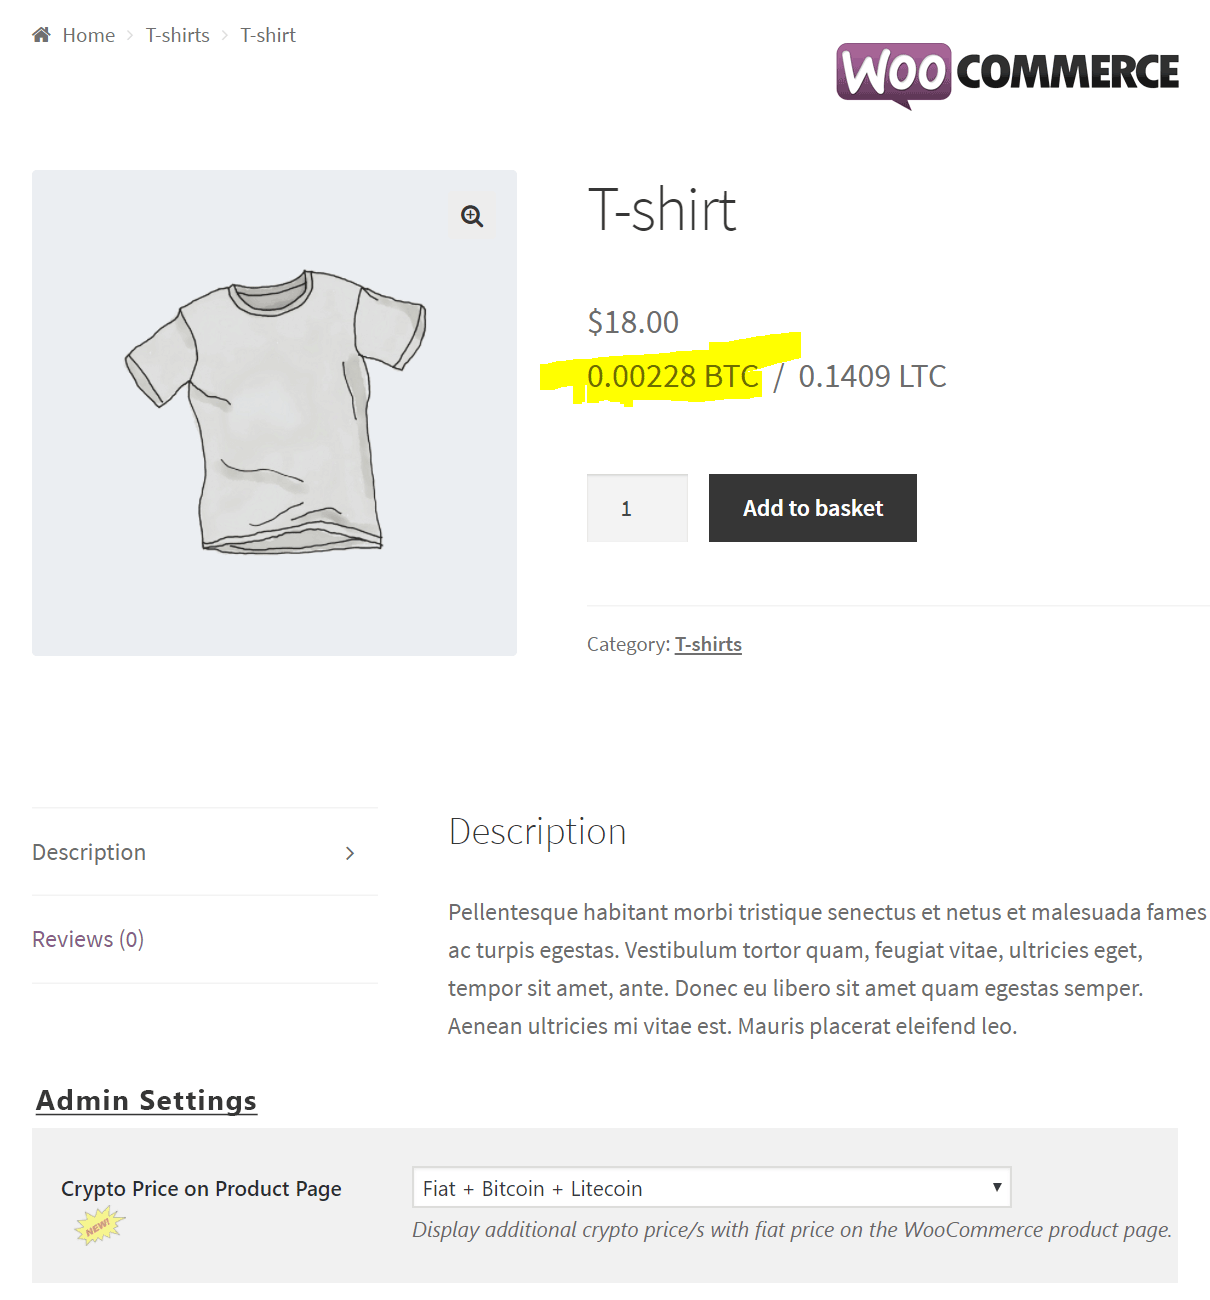 Home > T-shirts > T-shirt
WOO COMMERCE
T-shirt
$18.00
0.00228 BTC / 0.1409 LTC
1
Add to basket
Category: T-shirts
Description
Reviews (0)
Description
Pellentesque habitant morbi tristique senectus et netus et malesuada fames
ac turpis egestas. Vestibulum tortor quam, feugiat vitae, ultricies eget,
tempor sit amet, ante. Donec eu libero sit amet quam egestas semper.
Aenean ultricies mi vitae est. Mauris placerat eleifend leo.
Admin Settings
Crypto Price on Product Page
NEW!
Fiat + Bitcoin + Litecoin
Display additional crypto price/s with fiat price on the WooCommerce product page.